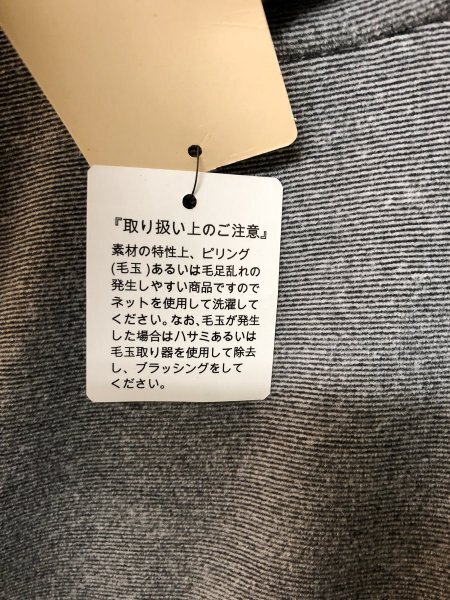 『取り扱い上のご注意』
素材の特性上、ピリング
(毛玉)あるいは毛足乱れの
発生しやすい商品ですので
ネットを使用して洗濯して
ください。なお、毛玉が発生
した場合はハサミあるいは
毛玉取り器を使用して除去
し、ブラッシングをして
ください。